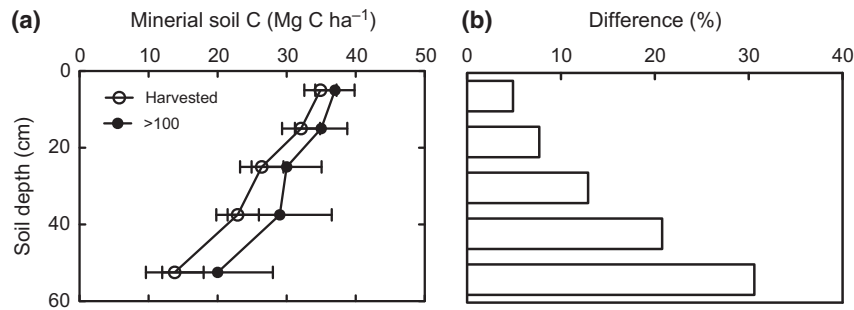 (a) Minerial soil C (Mg C ha⁻¹)
0 10 20 30 40 50
0
20
40
60
Soil depth (cm)
Harvested
>100
(b) Difference (%)
0 10 20 30 40